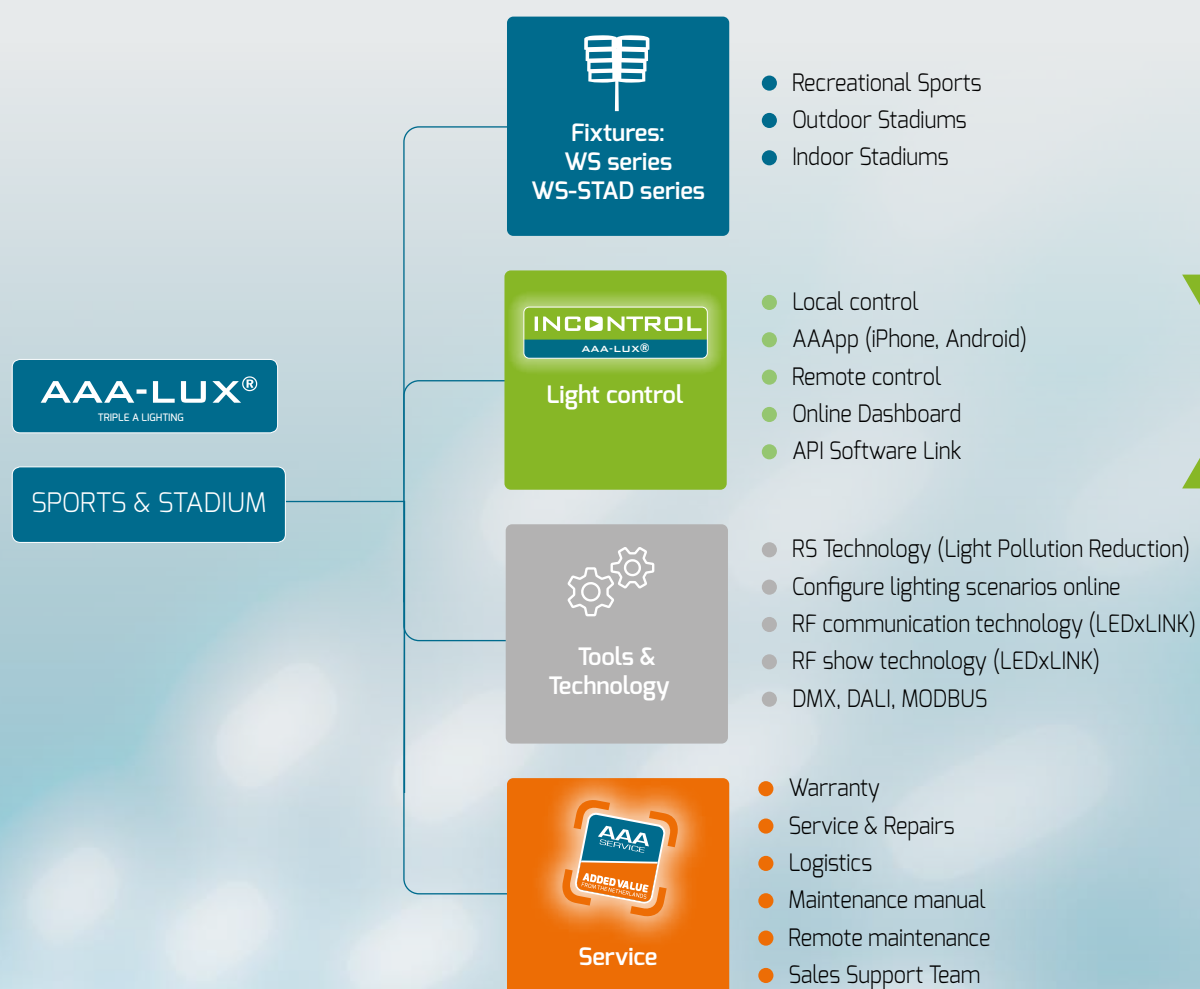 AAA-LUX®
TRIPLE A LIGHTING
SPORTS & STADIUM
Fixtures:
WS series
WS-STAD series
Recreational Sports
Outdoor Stadiums
Indoor Stadiums
INCONTROL
AAA-LUX®
Light control
Local control
AAApp (iPhone, Android)
Remote control
Online Dashboard
API Software Link
Tools &
Technology
RS Technology (Light Pollution Reduction)
Configure lighting scenarios online
RF communication technology (LEDxLINK)
RF show technology (LEDxLINK)
DMX, DALI, MODBUS
AAA
SERVICE
ADDED VALUE
FROM THE NETHERLANDS
Service
Warranty
Service & Repairs
Logistics
Maintenance manual
Remote maintenance
Sales Support Team